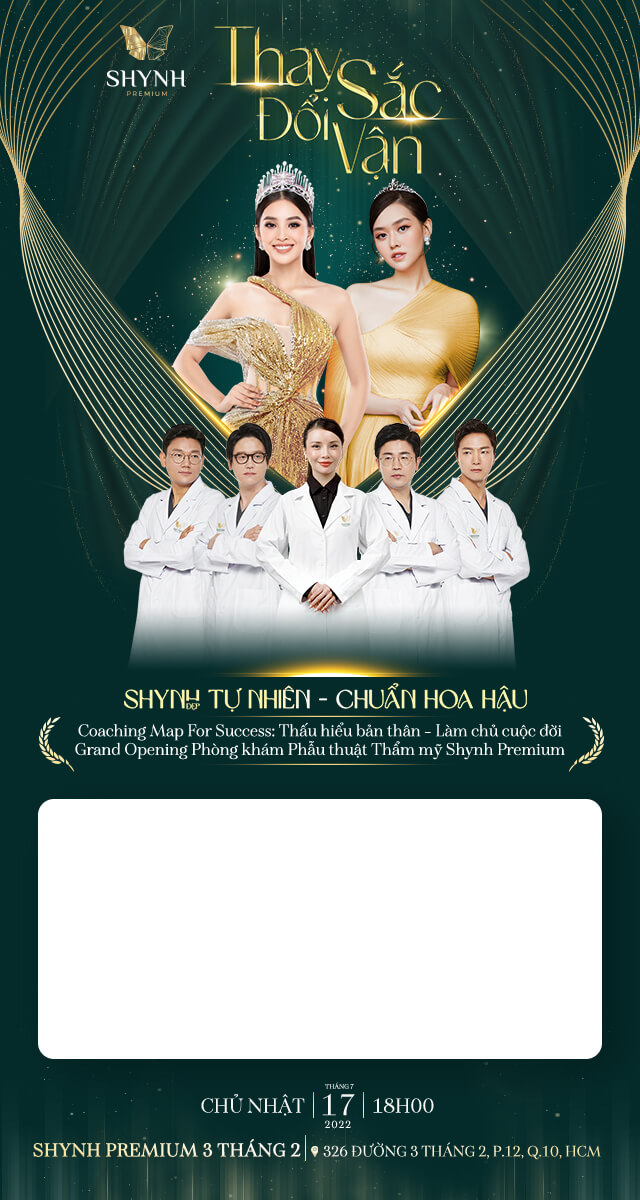 SHYNH
PREMIUM
Thay Sắc
Đổi Vận
SHYNH ĐẸP TỰ NHIÊN - CHUẨN HOA HẬU
Coaching Map For Success: Thấu hiểu bản thân - Làm chủ cuộc đời
Grand Opening Phòng khám Phẫu thuật Thẩm mỹ Shynh Premium
THÁNG 7
CHỦ NHẬT | 17 | 18H00
2022
SHYNH PREMIUM 3 THÁNG 2 | 326 ĐƯỜNG 3 THÁNG 2, P.12, Q.10, HCM